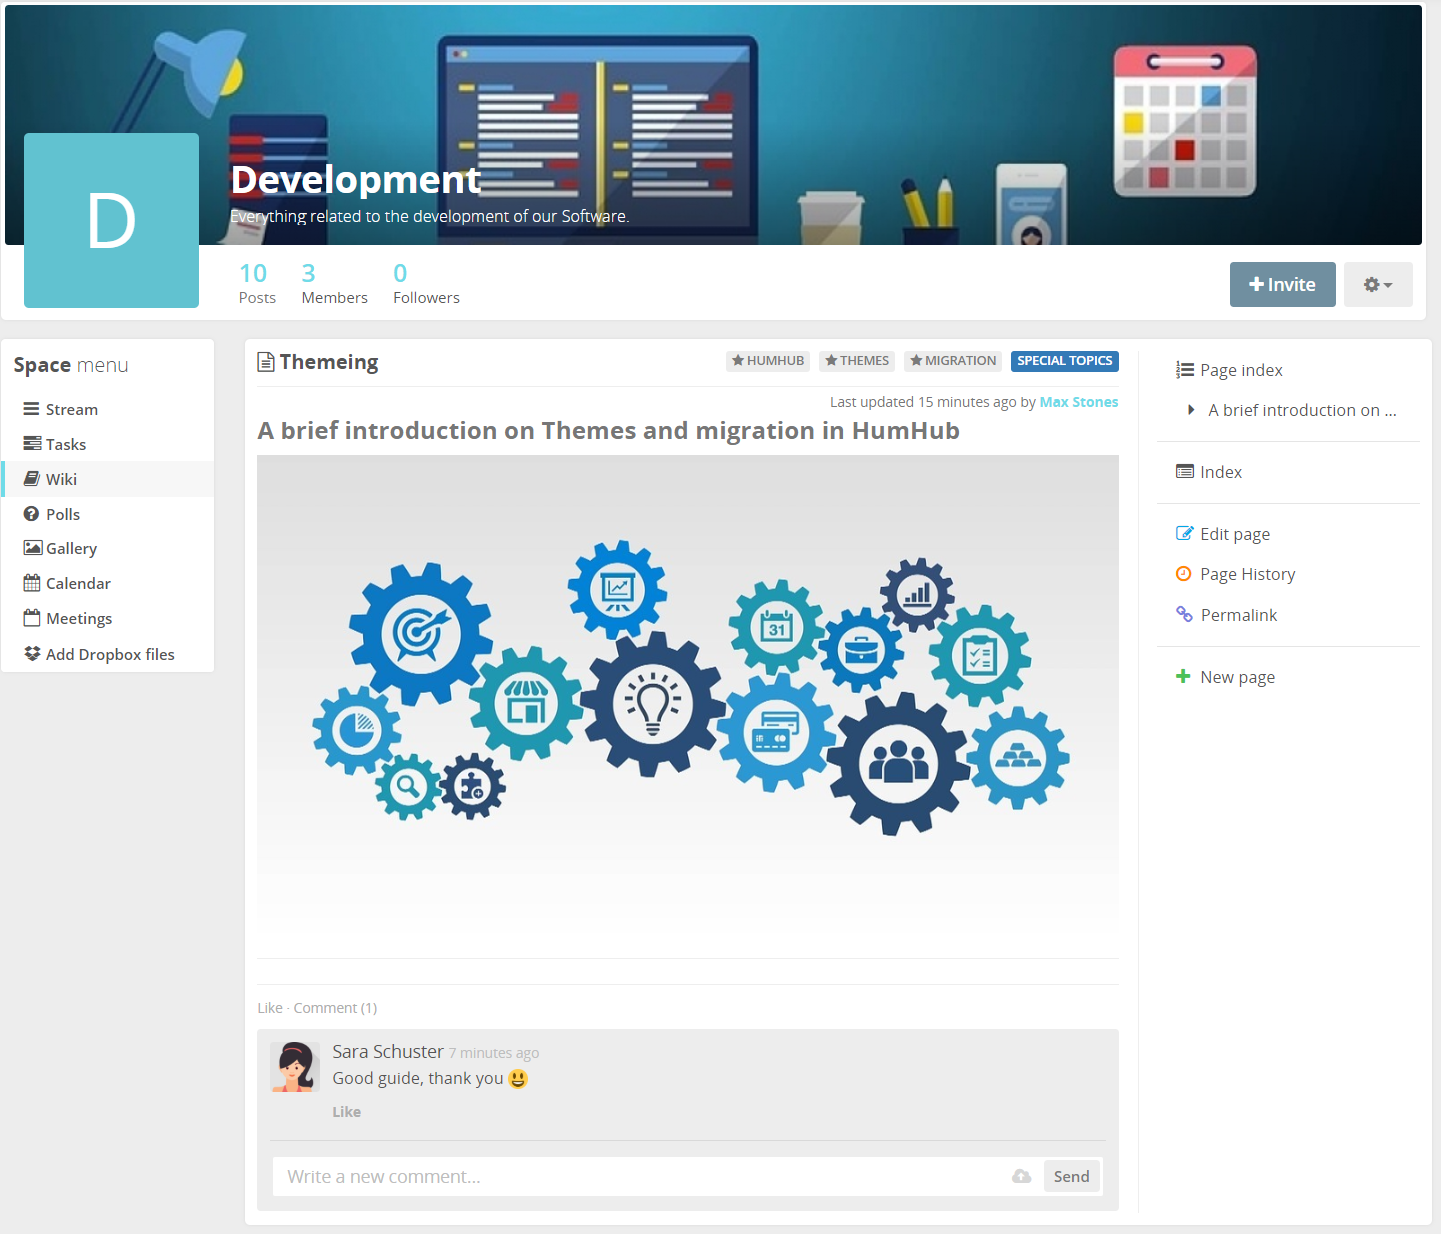 D
Development
Everything related to the development of our Software.
10
Posts
3
Members
0
Followers
Invite
Space menu
Stream
Tasks
Wiki
Polls
Gallery
Calendar
Meetings
Add Dropbox files
Themeing
HUMHUB
THEMES
MIGRATION
SPECIAL TOPICS
Last updated 15 minutes ago by Max Stones
A brief introduction on Themes and migration in HumHub
31
Like · Comment (1)
Sara Schuster 7 minutes ago
Good guide, thank you 😃
Like
Write a new comment...
Send
Page index
A brief introduction on ...
Index
Edit page
Page History
Permalink
New page